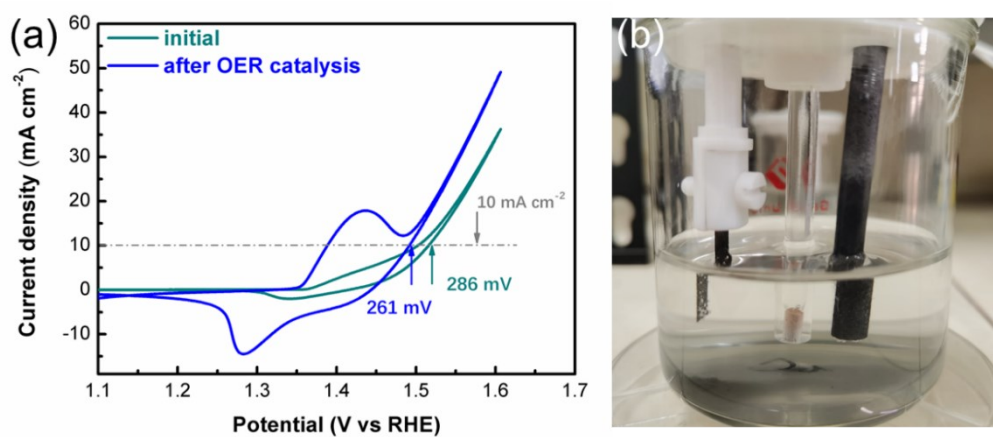 (a)
initial
after OER catalysis
10 mA cm⁻²
286 mV
261 mV
Current density (mA cm⁻²)
60
50
40
30
20
10
0
-10
1.1
1.2
1.3
1.4
1.5
1.6
1.7
Potential (V vs RHE)
(b)